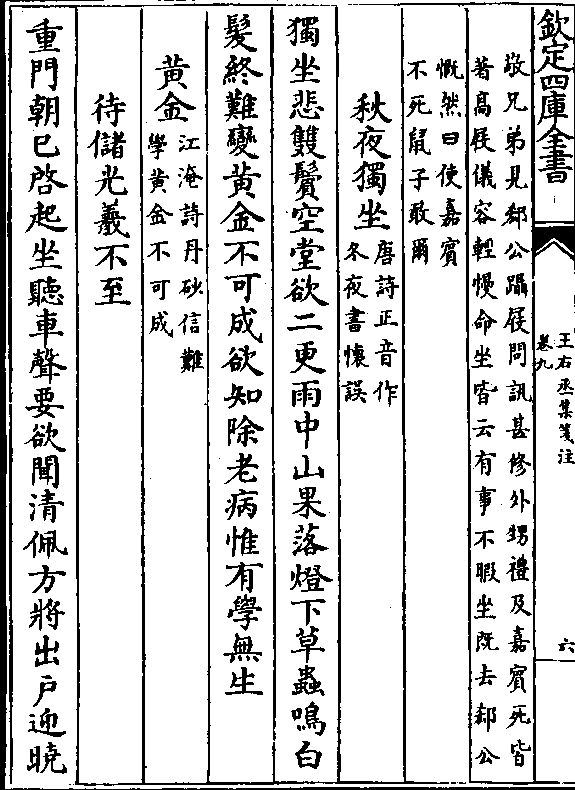 欽定四庫全書
王右丞集箋注
卷九
六
敬兄弟見郗公躡屐問訊甚修外甥禮及嘉賓死皆
著高屐儀容輕慢命坐皆云有事不暇坐既去郗公
慨然曰使嘉賓
不死鼠子敢爾
秋夜獨坐
唐詩正音作
冬夜書懷誤
獨坐悲雙鬢空堂欲二更雨中山果落燈下草蟲鳴白
髮終難變黃金不可成欲知除老病惟有學無生
黃金
江淹詩丹砂信難
學黃金不可成
待儲光羲不至
重門朝已啓起坐聽車聲要欲聞清佩方將出戶迎曉